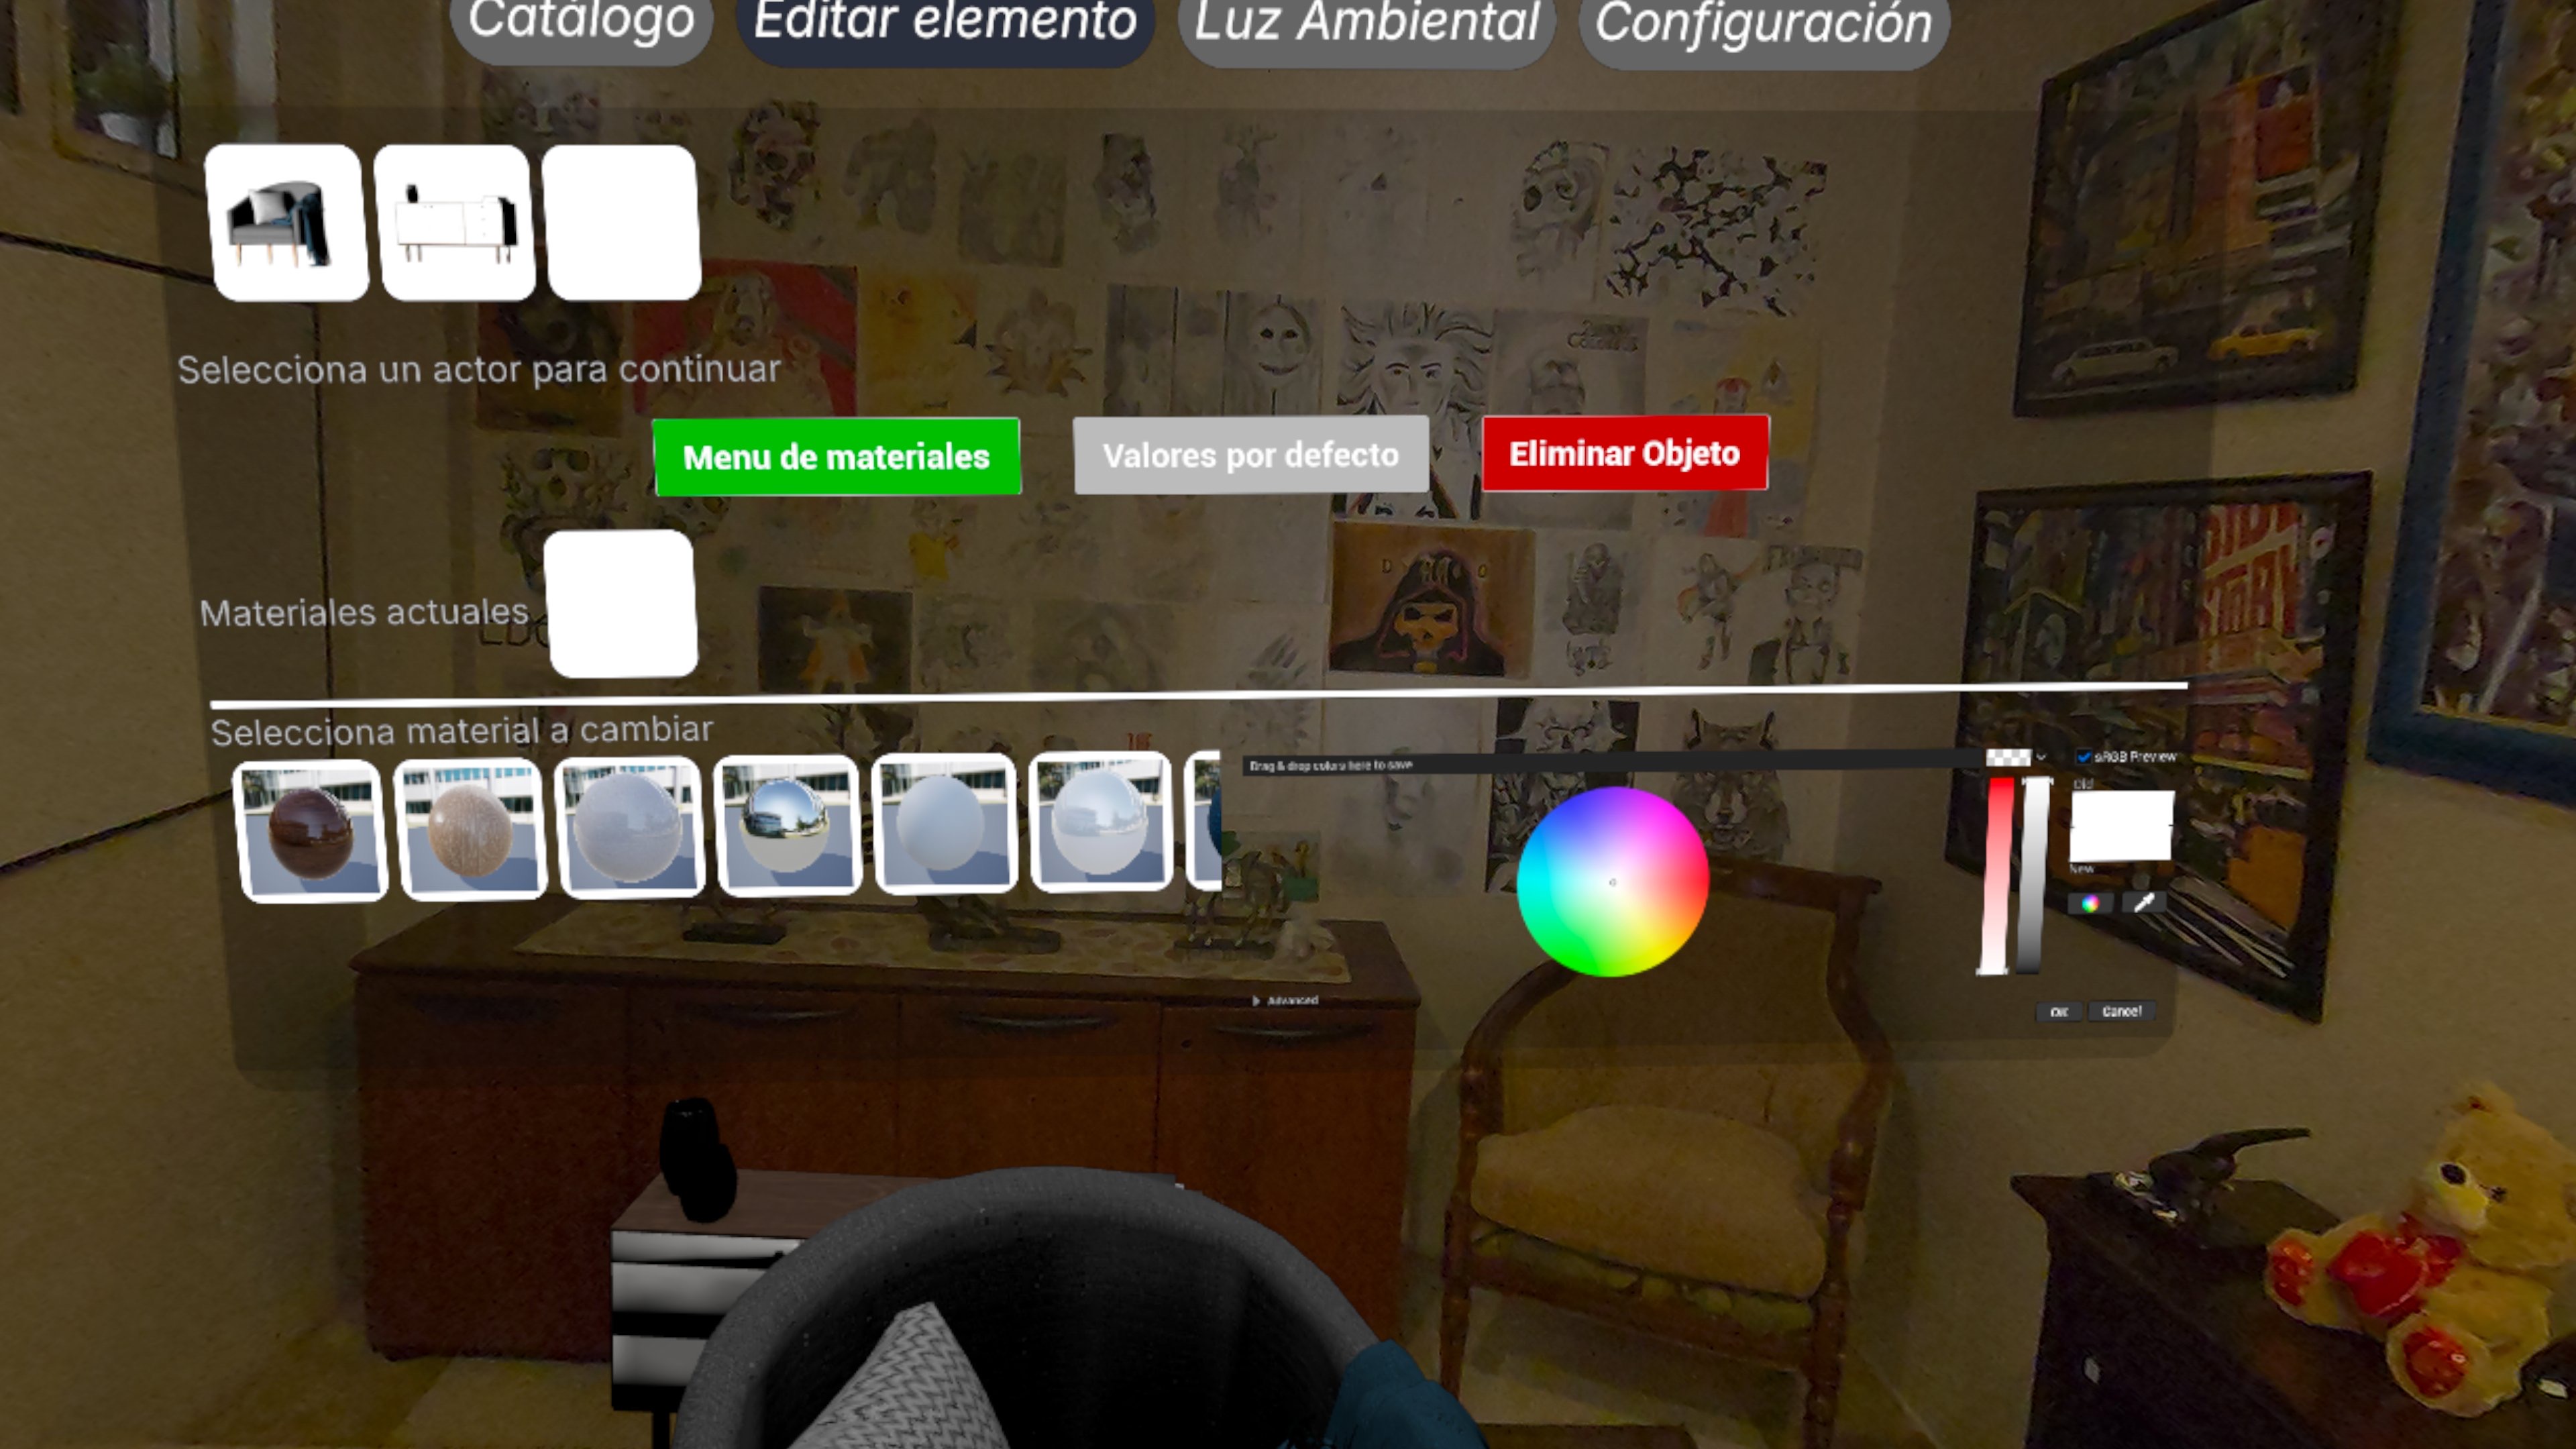 Catálogo
Editar elemento
Luz Ambiental
Configuración
Selecciona un actor para continuar
Menu de materiales
Valores por defecto
Eliminar Objeto
Materiales actuales
Selecciona material a cambiar
Drag & drop colors here to save
sRGB Preview
Old
New
Advanced
OK
Cancel